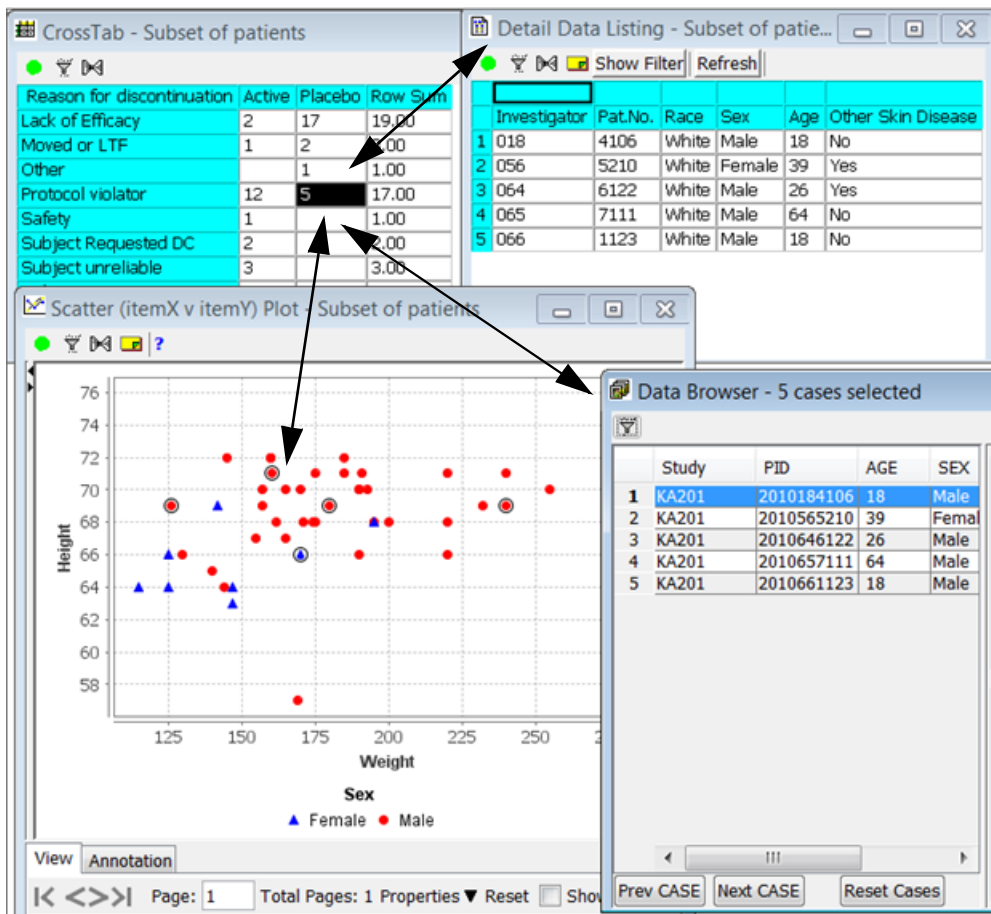 CrossTab - Subset of patients
Reason for discontinuation Active Placebo Row Sum
Lack of Efficacy 2 17 19.00
Moved or LTF 1 2 .00
Other 1 1.00
Protocol violator 12 5 17.00
Safety 1 1.00
Subject Requested DC 2 2.00
Subject unreliable 3 3.00
Detail Data Listing - Subset of patie...
Show Filter Refresh
Investigator Pat.No. Race Sex Age Other Skin Disease
1 018 4106 White Male 18 No
2 056 5210 White Female 39 Yes
3 064 6122 White Male 26 Yes
4 065 7111 White Male 64 No
5 066 1123 White Male 18 No
Scatter (itemX v itemY) Plot - Subset of patients
?
76
74
72
70
68
66
64
62
60
58
Height
125 150 175 200 225 250 2
Weight
Sex
Female Male
View Annotation
Page: 1 Total Pages: 1 Properties ▼ Reset Sho
Data Browser - 5 cases selected
Study PID AGE SEX
1 KA201 2010184106 18 Male
2 KA201 2010565210 39 Femal
3 KA201 2010646122 26 Male
4 KA201 2010657111 64 Male
5 KA201 2010661123 18 Male
Prev CASE Next CASE Reset Cases